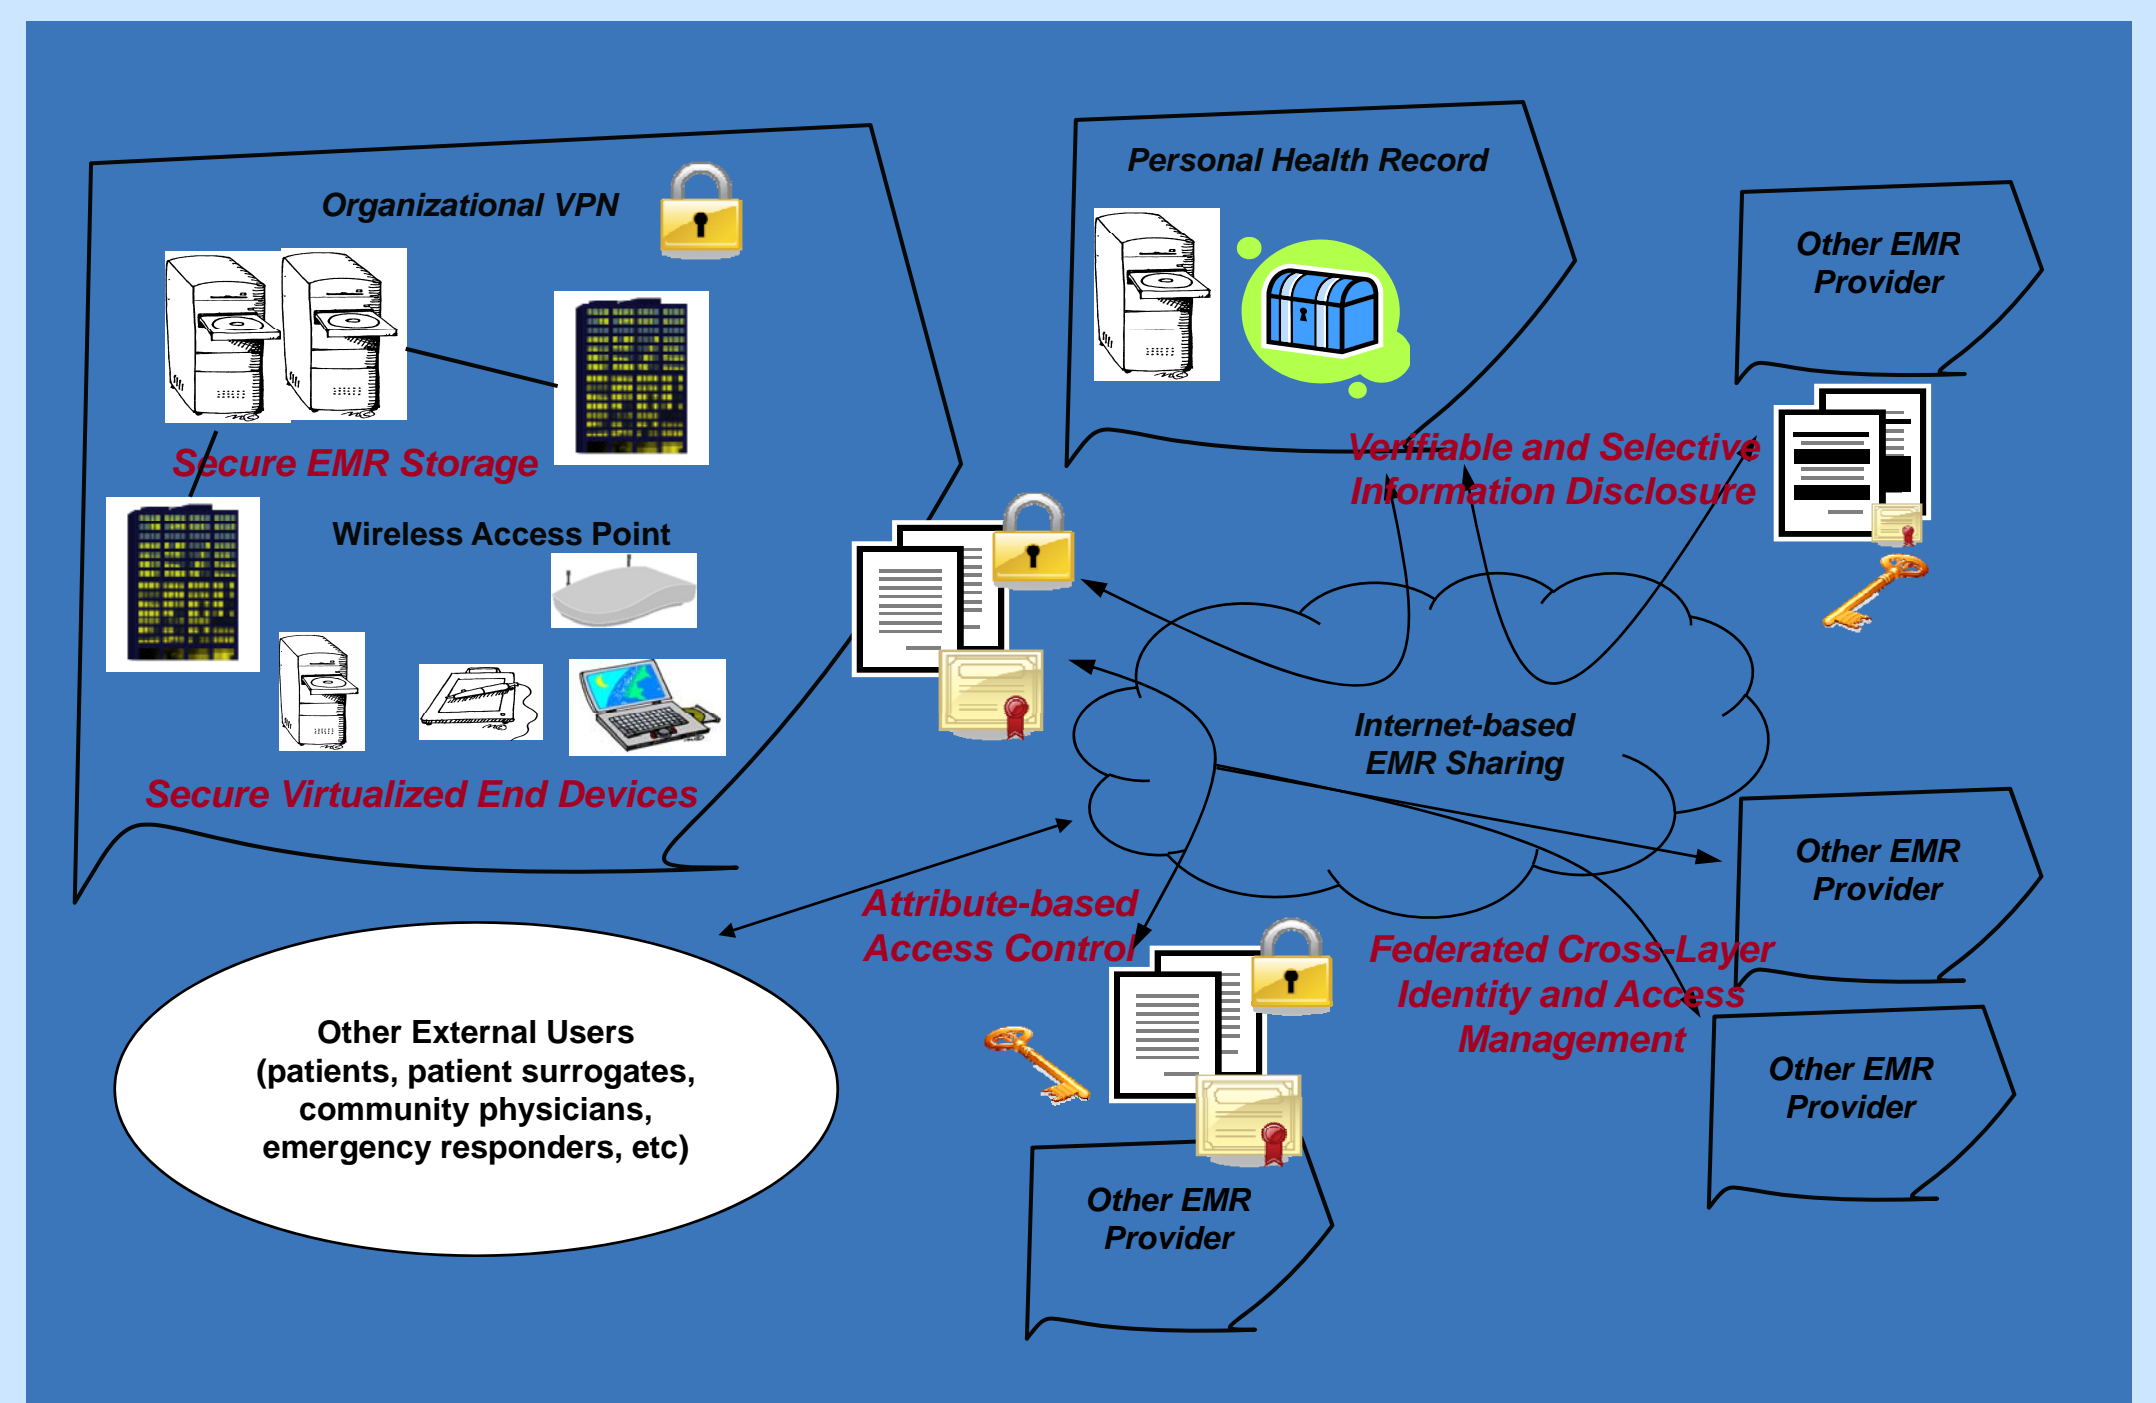 Organizational VPN
Secure EMR Storage
Wireless Access Point
Secure Virtualized End Devices
Personal Health Record
Other EMR
Provider
Verifiable and Selective
Information Disclosure
Internet-based
EMR Sharing
Other EMR
Provider
Attribute-based
Access Control
Federated Cross-Layer
Identity and Access
Management
Other EMR
Provider
Other External Users
(patients, patient surrogates,
community physicians,
emergency responders, etc)
Other EMR
Provider